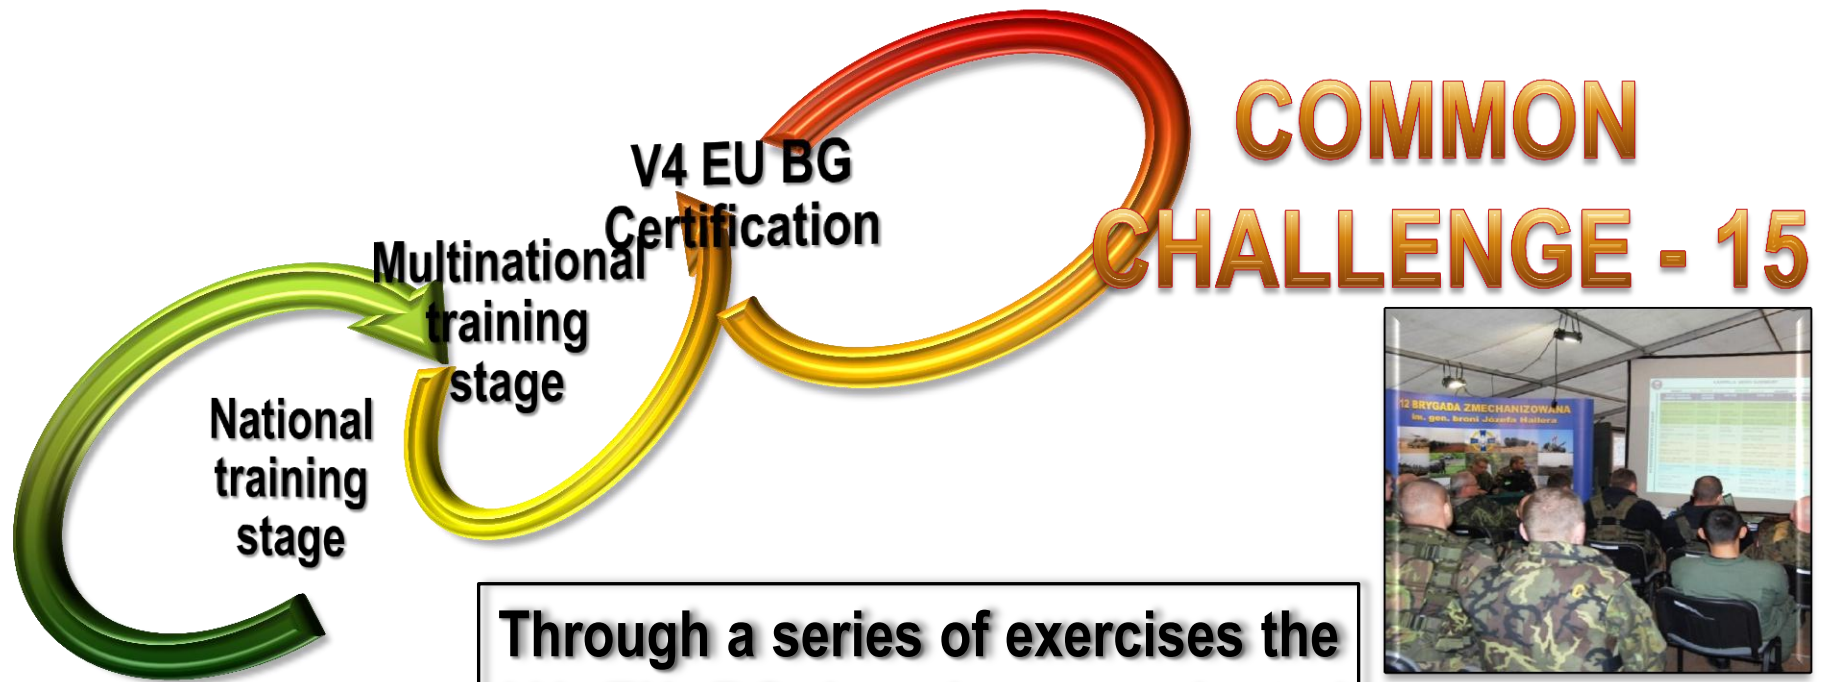 COMMON
CHALLENGE - 15
V4 EU BG
Certification
Multinational
training
stage
National
training
stage
12 BRYGADA ZMECHANIZOWANA
im. gen. broni Józefa Hallera
Through a series of exercises the